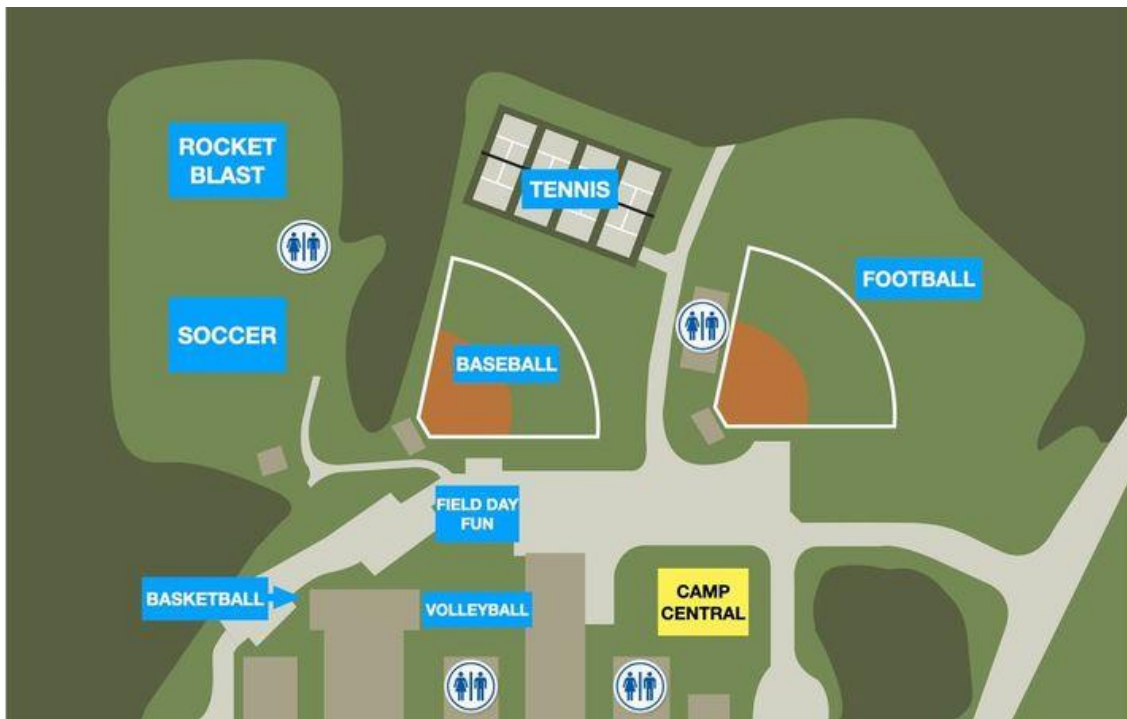 ROCKET
BLAST
TENNIS
FOOTBALL
SOCCER
BASEBALL
FIELD DAY
FUN
BASKETBALL
VOLLEYBALL
CAMP
CENTRAL